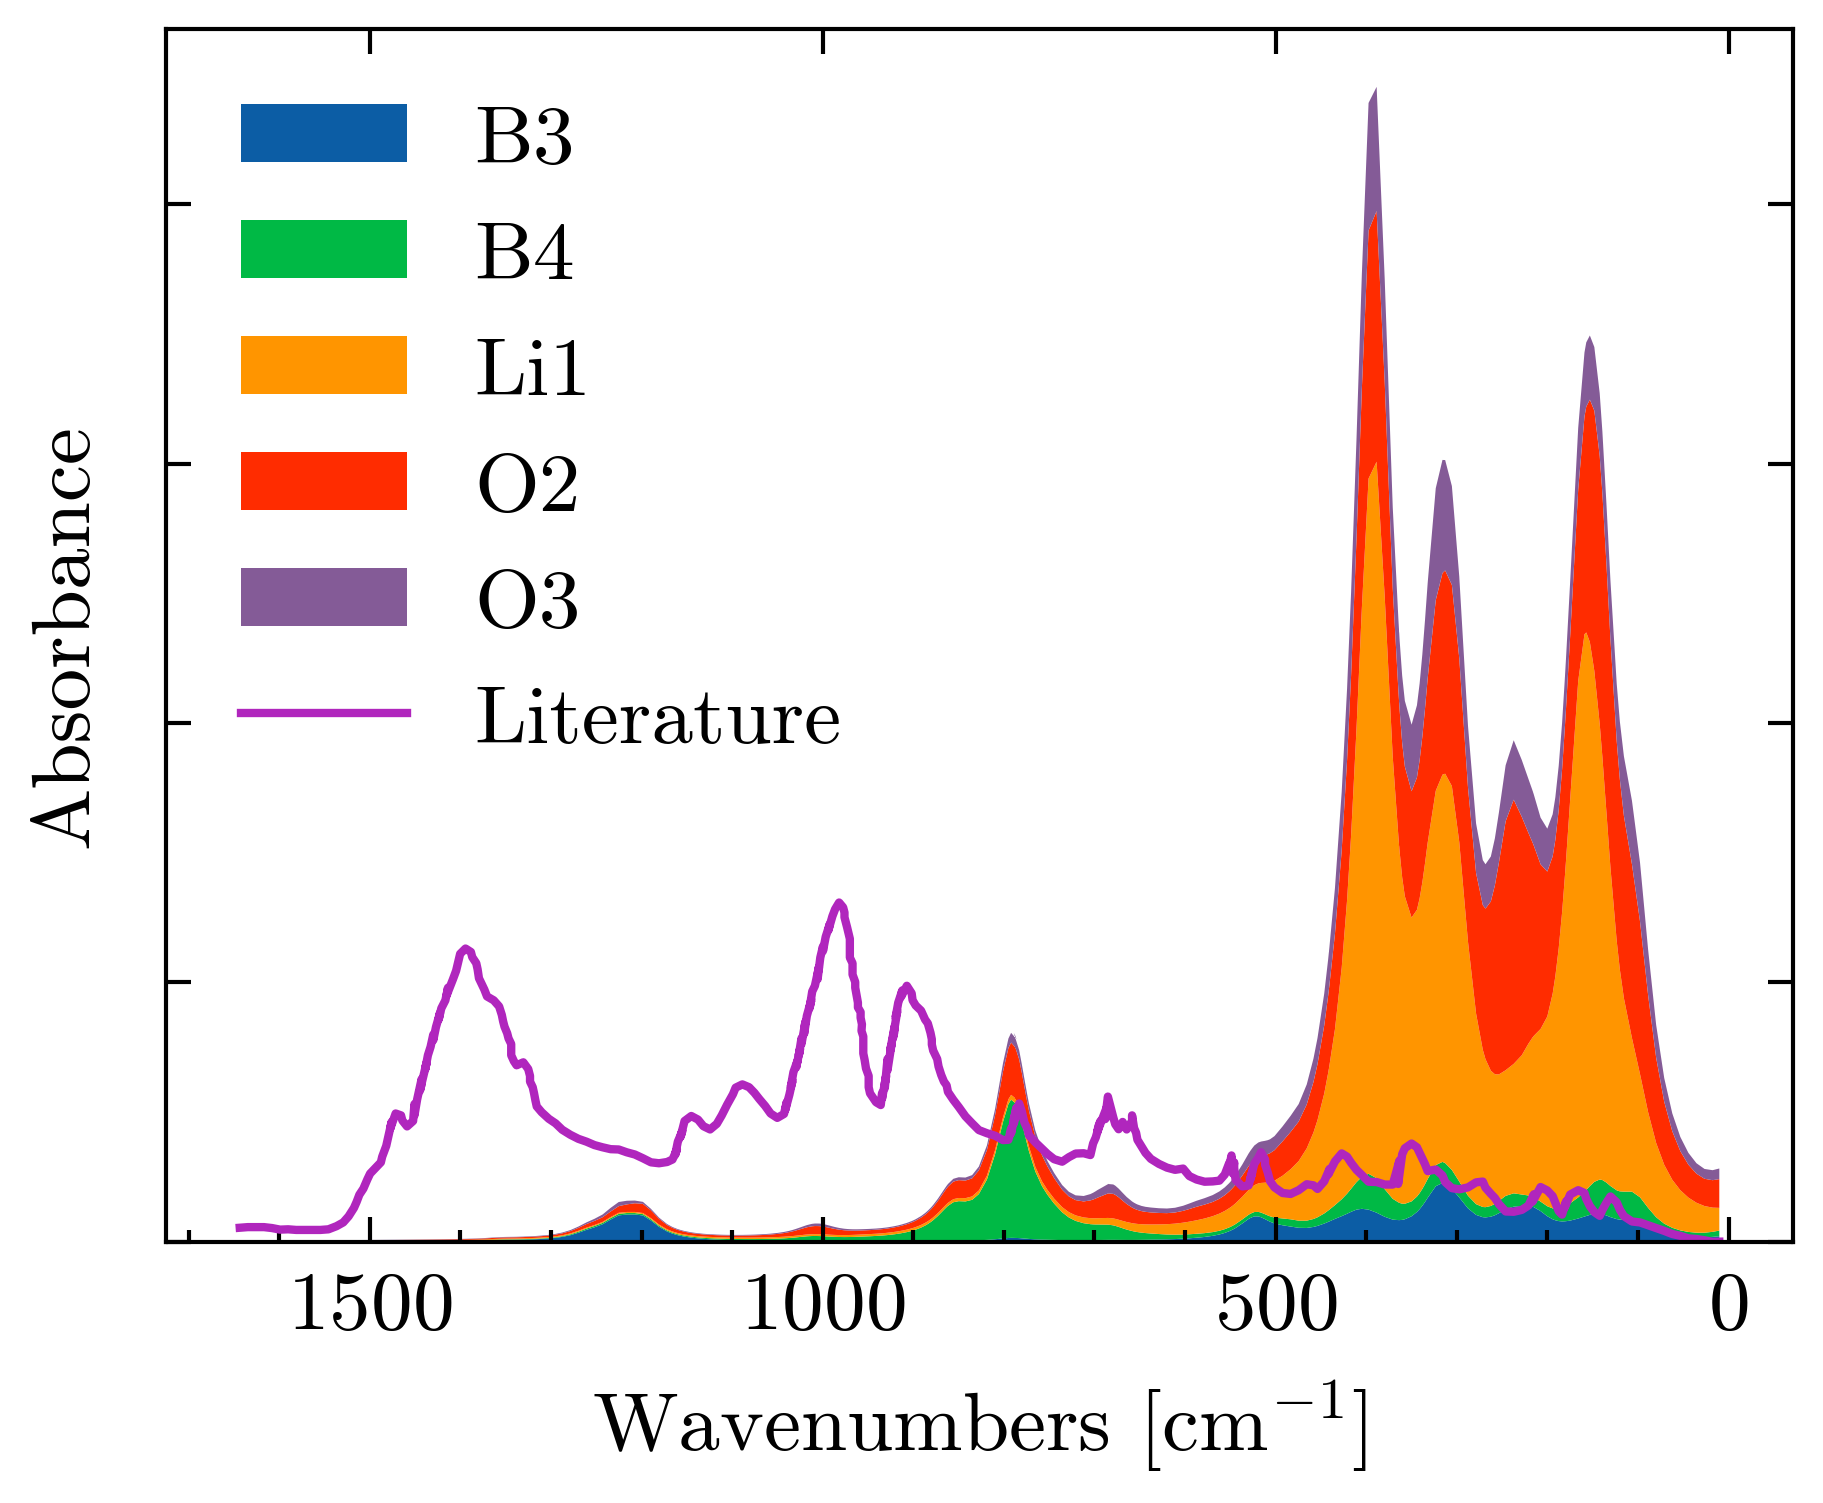 B3
B4
Li1
O2
O3
Literature
Absorbance
1500 1000 500 0
Wavenumbers [cm⁻¹]